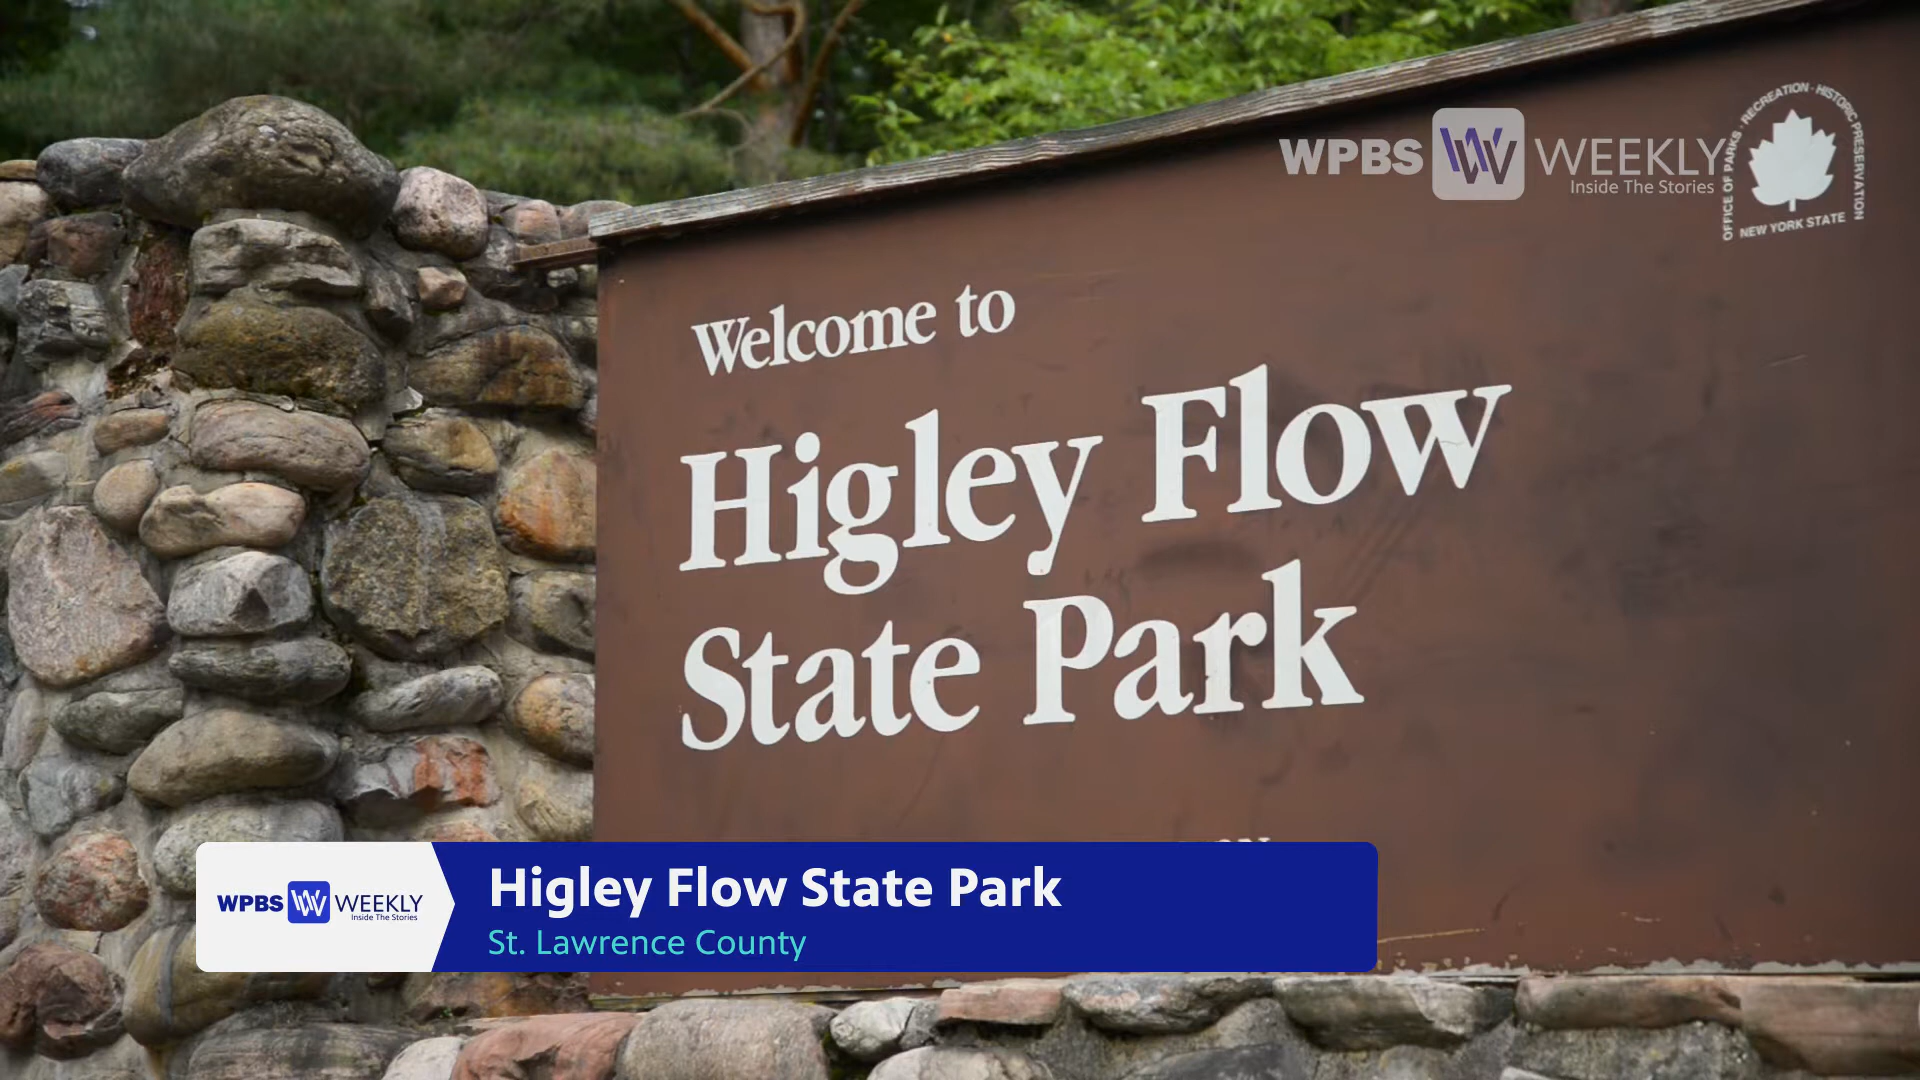 WPBS W WEEKLY
Inside The Stories
OFFICE OF PARKS · RECREATION · HISTORIC PRESERVATION
NEW YORK STATE
Welcome to
Higley Flow
State Park
WPBS W WEEKLY
Inside The Stories
Higley Flow State Park
St. Lawrence County